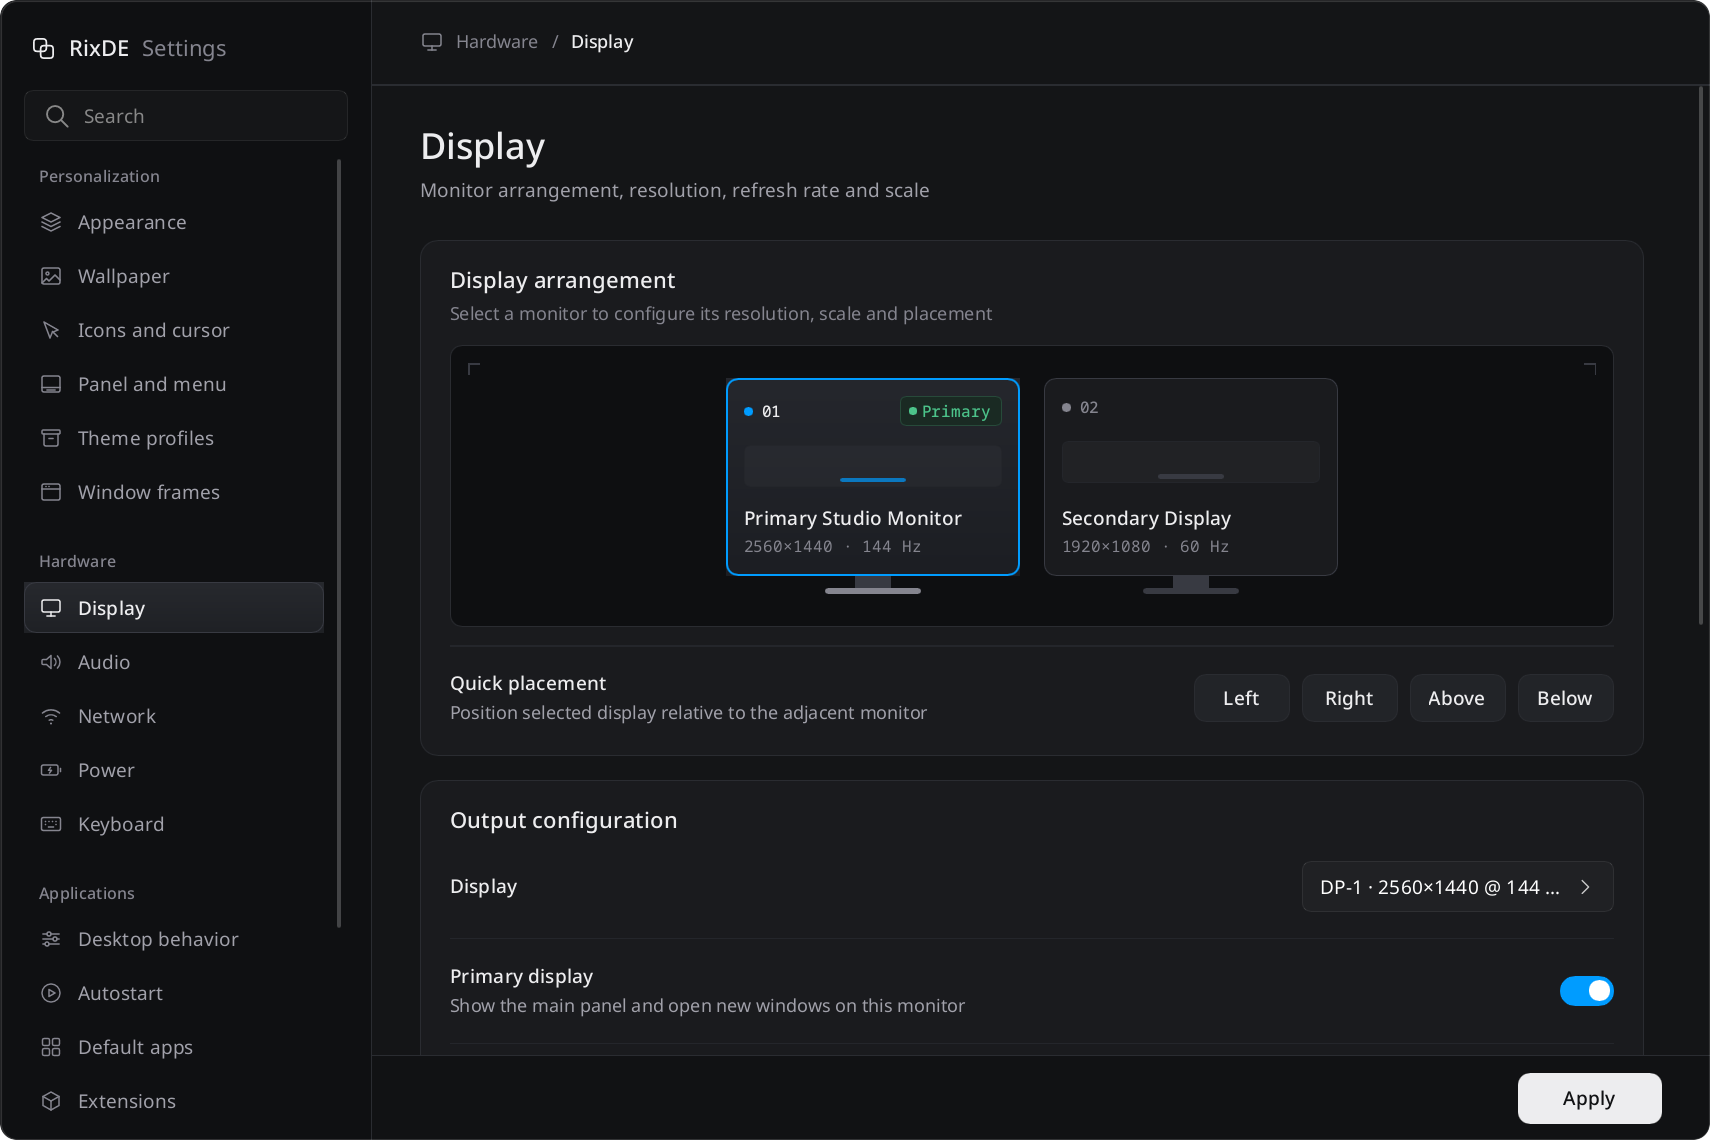 RixDE Settings
Search
Personalization
Appearance
Wallpaper
Icons and cursor
Panel and menu
Theme profiles
Window frames
Hardware
Display
Audio
Network
Power
Keyboard
Applications
Desktop behavior
Autostart
Default apps
Extensions
Hardware / Display
Display
Monitor arrangement, resolution, refresh rate and scale
Display arrangement
Select a monitor to configure its resolution, scale and placement
01 Primary
Primary Studio Monitor
2560×1440 · 144 Hz
02
Secondary Display
1920×1080 · 60 Hz
Quick placement
Position selected display relative to the adjacent monitor
Left Right Above Below
Output configuration
Display DP-1 · 2560×1440 @ 144 ...
Primary display
Show the main panel and open new windows on this monitor
Apply